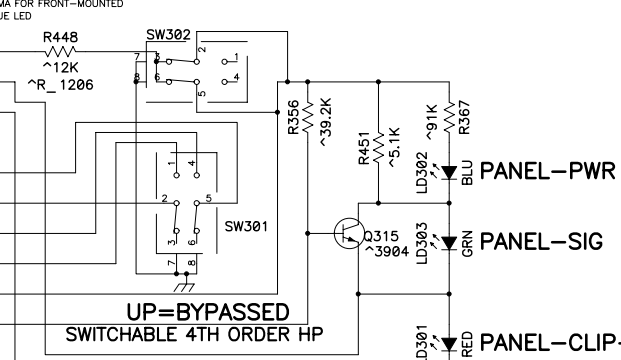 MA FOR FRONT-MOUNTED
UE LED
R448
^12K
^R_1206
SW302
7
8
3
6
2
5
1
4
R356
^39.2K
R451
^5.1K
^91K
R367
LD302
BLU
PANEL-PWR
1
4
2
5
3
6
7
8
SW301
Q315
^3904
LD303
GRN
PANEL-SIG
UP=BYPASSED
SWITCHABLE 4TH ORDER HP
LD301
RED
PANEL-CLIP-